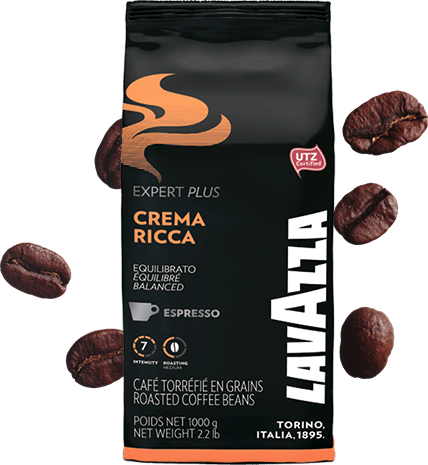 UTZ
Certified
EXPERT PLUS
CREMA
RICCA
EQUILIBRATO
ÉQUILIBRÉ
BALANCED
ESPRESSO
7
INTENSITY
ROASTING
MEDIUM
CAFÉ TORRÉFIÉ EN GRAINS
ROASTED COFFEE BEANS
POIDS NET 1000 g
NET WEIGHT 2.2 lb
LAVAZZA
TORINO,
ITALIA, 1895.